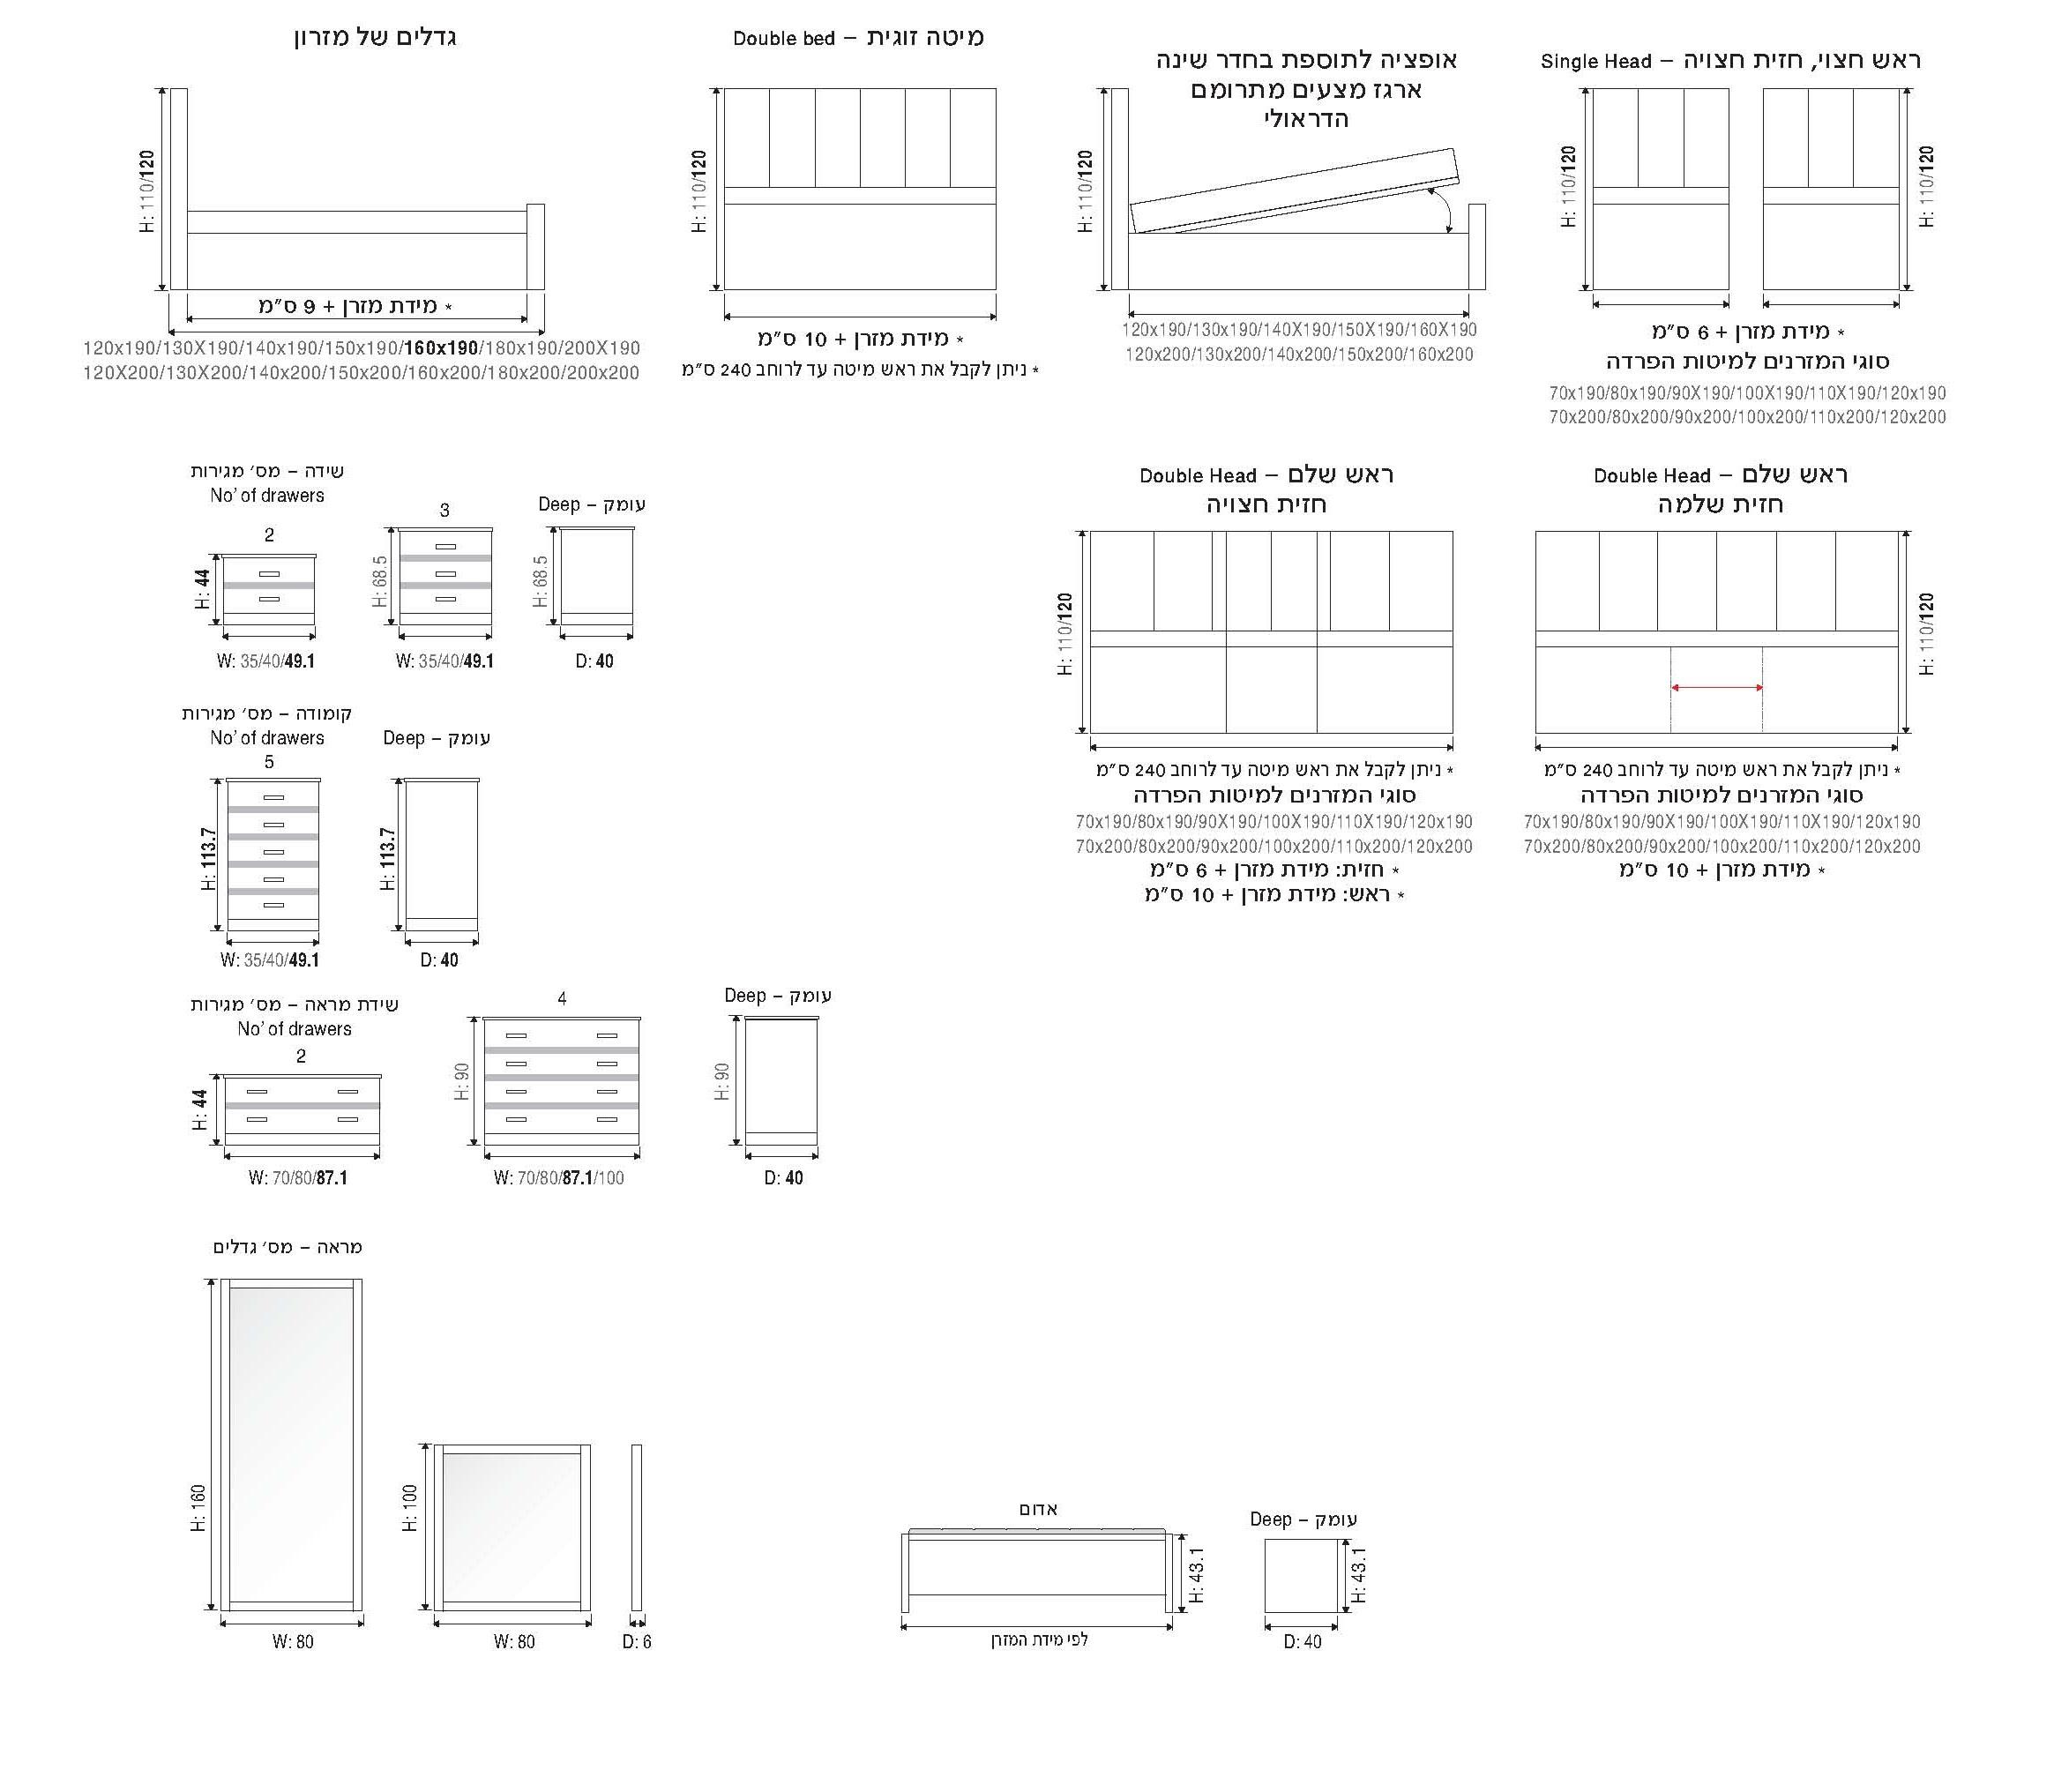 גדלים של מזרון
H: 110/120
* מידת מזרן + 9 ס"מ
120x190/130X190/140x190/150x190/160x190/180x190/200X190
120X200/130X200/140x200/150x200/160x200/180x200/200x200
Double bed – מיטה זוגית
H: 110/120
* מידת מזרן + 10 ס"מ
* ניתן לקבל את ראש מיטה עד לרוחב 240 ס"מ
אופציה לתוספת בחדר שינה
ארגז מצעים מתרומם
הדראולי
H: 110/120
120x190/130x190/140X190/150X190/160X190
120x200/130x200/140x200/150x200/160x200
Single Head – ראש חצוי, חזית חצויה
H: 110/120
H: 110/120
* מידת מזרן + 6 ס"מ
סוגי המזרנים למיטות הפרדה
70x190/80x190/90X190/100X190/110X190/120x190
70x200/80x200/90x200/100x200/110x200/120x200
שידה – מס' מגירות
No' of drawers
2
H: 44
W: 35/40/49.1
3
H: 68.5
W: 35/40/49.1
Deep – עומק
H: 68.5
D: 40
Double Head – ראש שלם
חזית חצויה
H: 110/120
* ניתן לקבל את ראש מיטה עד לרוחב 240 ס"מ
סוגי המזרנים למיטות הפרדה
70x190/80x190/90X190/100X190/110X190/120x190
70x200/80x200/90x200/100x200/110x200/120x200
* חזית: מידת מזרן + 6 ס"מ
* ראש: מידת מזרן + 10 ס"מ
Double Head – ראש שלם
חזית שלמה
H: 110/120
* ניתן לקבל את ראש מיטה עד לרוחב 240 ס"מ
סוגי המזרנים למיטות הפרדה
70x190/80x190/90X190/100X190/110X190/120x190
70x200/80x200/90x200/100x200/110x200/120x200
* מידת מזרן + 10 ס"מ
קומודה – מס' מגירות
No' of drawers
5
H: 113.7
W: 35/40/49.1
Deep – עומק
H: 113.7
D: 40
שידת מראה – מס' מגירות
No' of drawers
2
H: 44
W: 70/80/87.1
4
H: 90
W: 70/80/87.1/100
Deep – עומק
H: 90
D: 40
מראה – מס' גדלים
H: 160
W: 80
H: 100
W: 80
D: 6
אדום
H: 43.1
לפי מידת המזרן
Deep – עומק
H: 43.1
D: 40